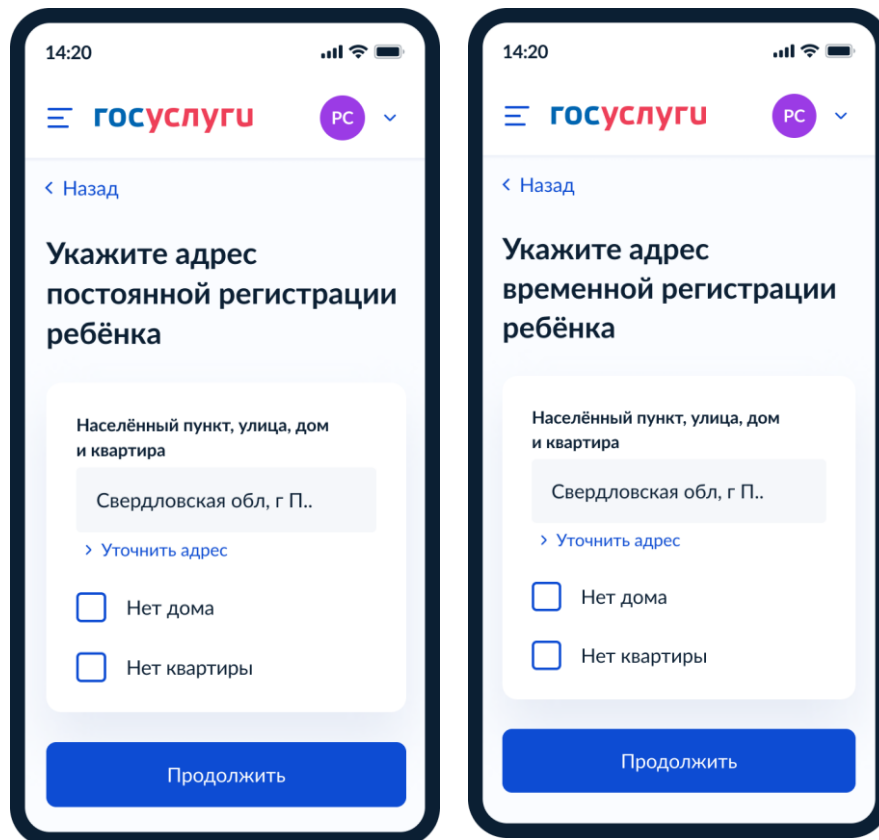 14:20
госуслуги
РС
Назад
Укажите адрес
постоянной регистрации
ребёнка
Населённый пункт, улица, дом
и квартира
Свердловская обл, г П..
Уточнить адрес
Нет дома
Нет квартиры
Продолжить
14:20
госуслуги
РС
Назад
Укажите адрес
временной регистрации
ребёнка
Населённый пункт, улица, дом
и квартира
Свердловская обл, г П..
Уточнить адрес
Нет дома
Нет квартиры
Продолжить